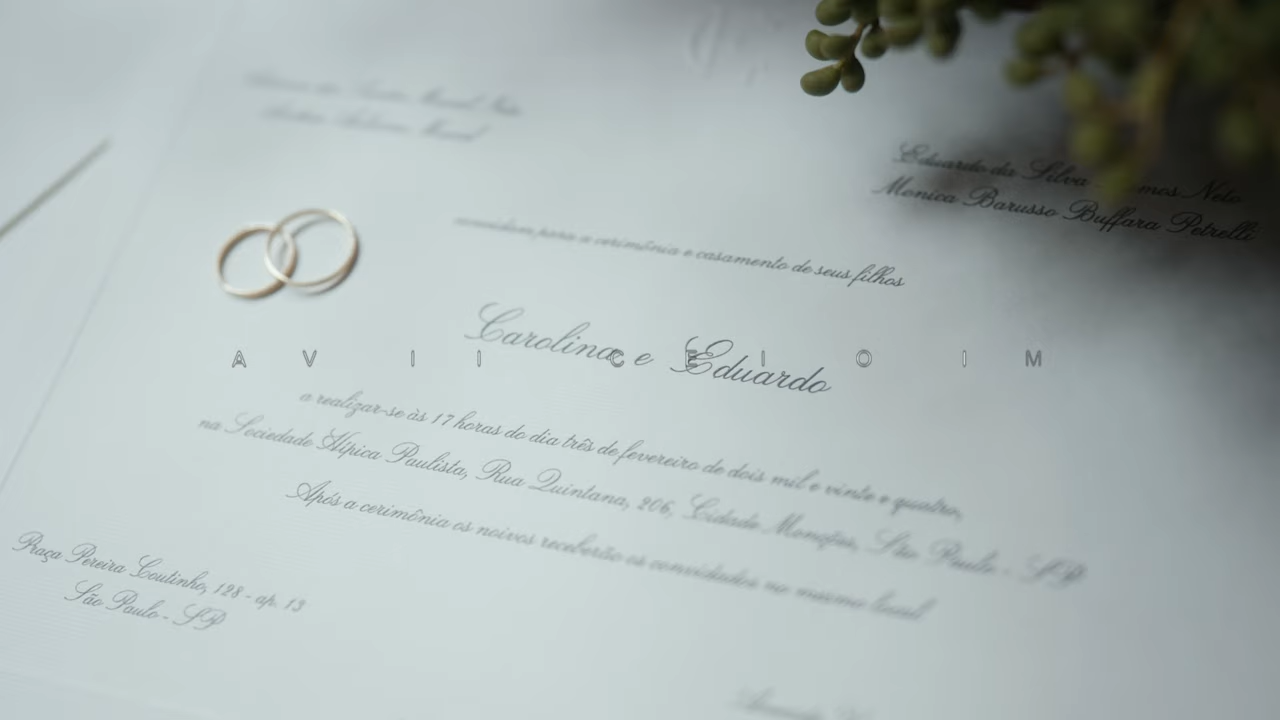 Eduardo da Silva Neto
Monica Barusso Buffara Petrelli
convidam para a cerimônia e casamento de seus filhos
Carolina e Eduardo
A V I I C E I O I M
a realizar-se às 17 horas do dia três de fevereiro de dois mil e vinte e quatro,
na Sociedade Hípica Paulista, Rua Quintana, 206, Cidade Monções, São Paulo - SP
Após a cerimônia os noivos receberão os convidados no mesmo local
Praça Pereira Coutinho, 128 - ap. 13
São Paulo - SP